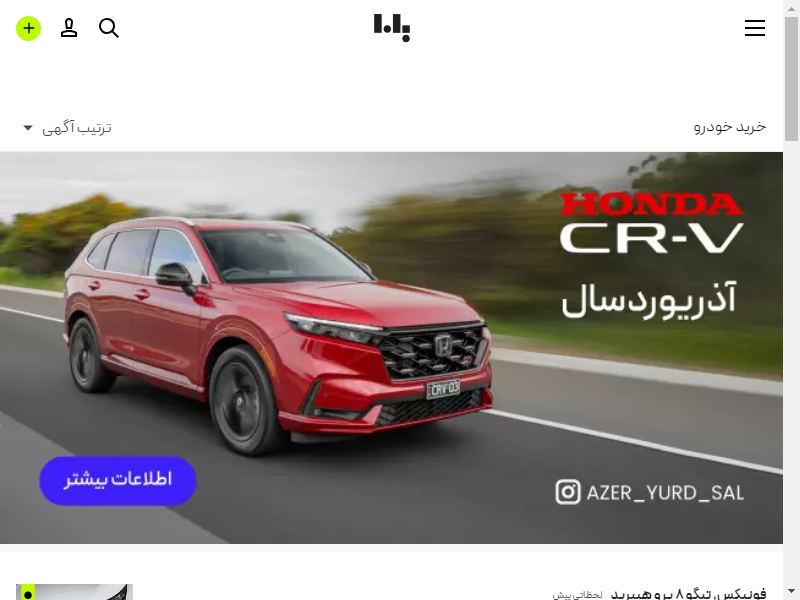 خرید خودرو
ترتیب آگهی
HONDA
CR-V
آذریوردسال
CRV·03
اطلاعات بیشتر
AZER_YURD_SAL
فونیکس، تیگو ۸ پرو هیبرید
لحظاتی پیش